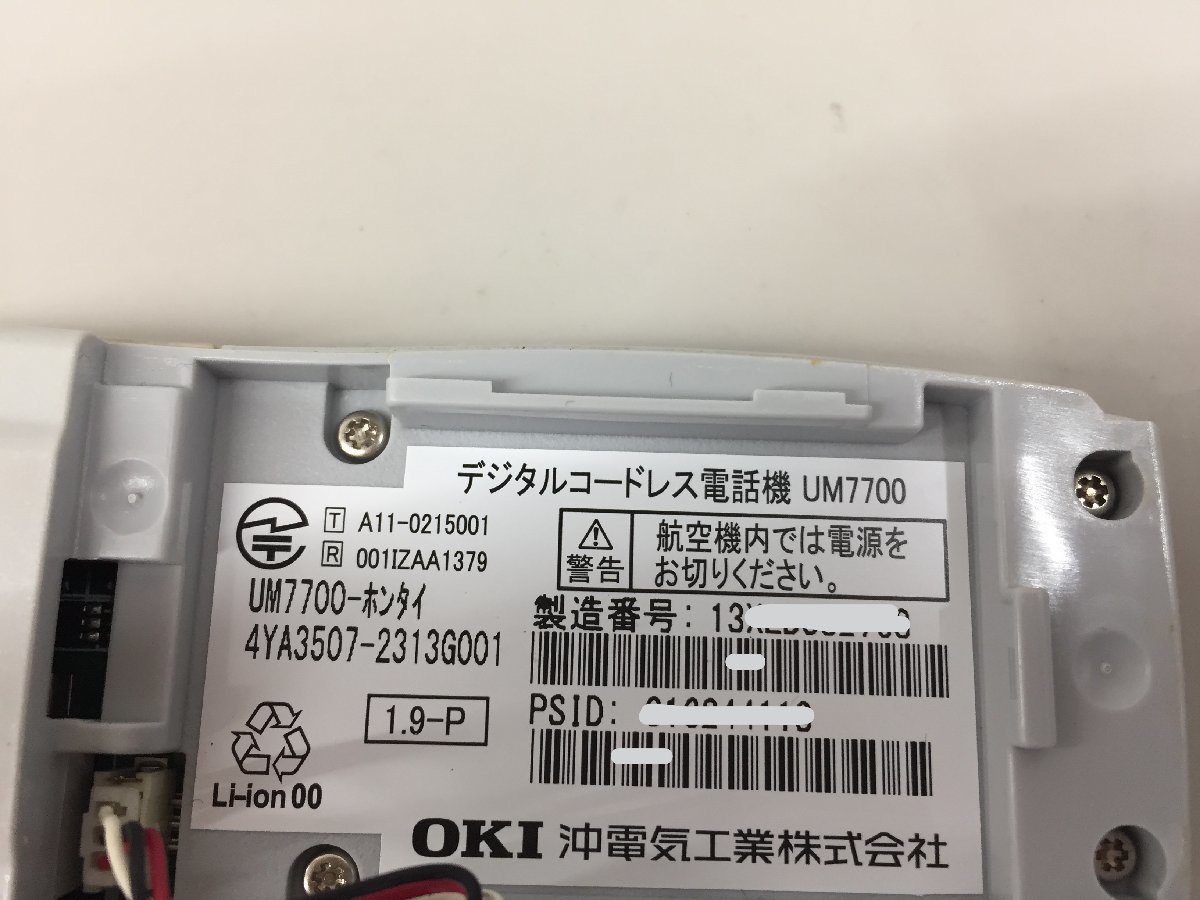 デジタルコードレス電話機 UM7700
T A11-0215001
R 001IZAA1379
UM7700-ホンタイ
4YA3507-2313G001
警告
航空機内では電源を
お切りください。
製造番号:
PSID:
1.9-P
Li-ion 00
OKI 沖電気工業株式会社